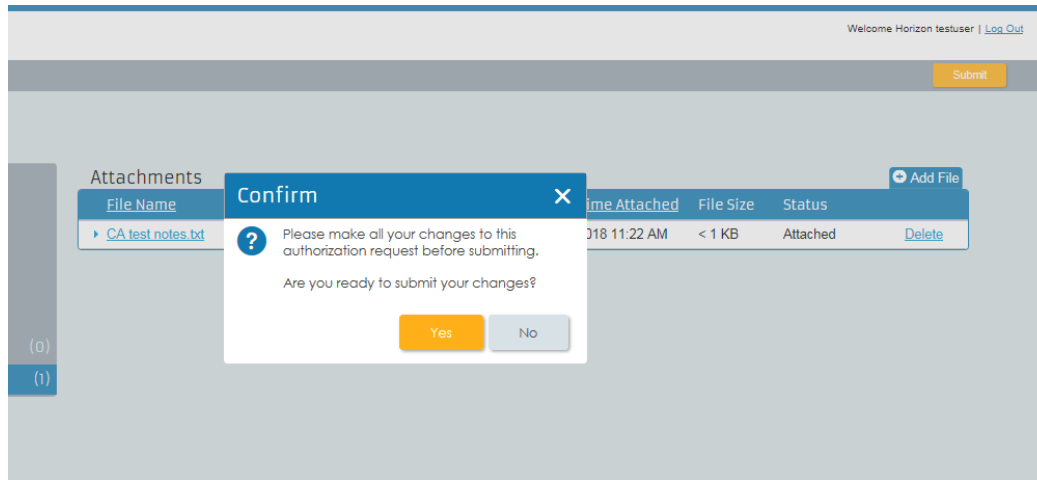 Welcome Horizon testuser | Log Out
Submit
Attachments
Add File
File Name
Time Attached File Size Status
CA test notes.txt
018 11:22 AM < 1 KB Attached Delete
Confirm
Please make all your changes to this
authorization request before submitting.
Are you ready to submit your changes?
Yes No
(0)
(1)